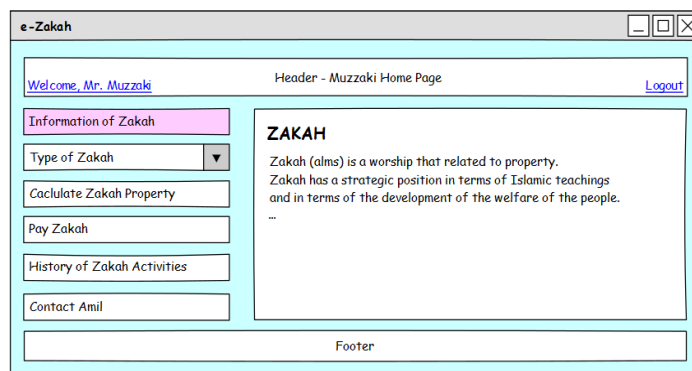 e-Zakah
Header - Muzzaki Home Page
Welcome, Mr. Muzzaki
Logout
Information of Zakah
Type of Zakah
Caclulate Zakah Property
Pay Zakah
History of Zakah Activities
Contact Amil
ZAKAH
Zakah (alms) is a worship that related to property.
Zakah has a strategic position in terms of Islamic teachings
and in terms of the development of the welfare of the people.
...
Footer